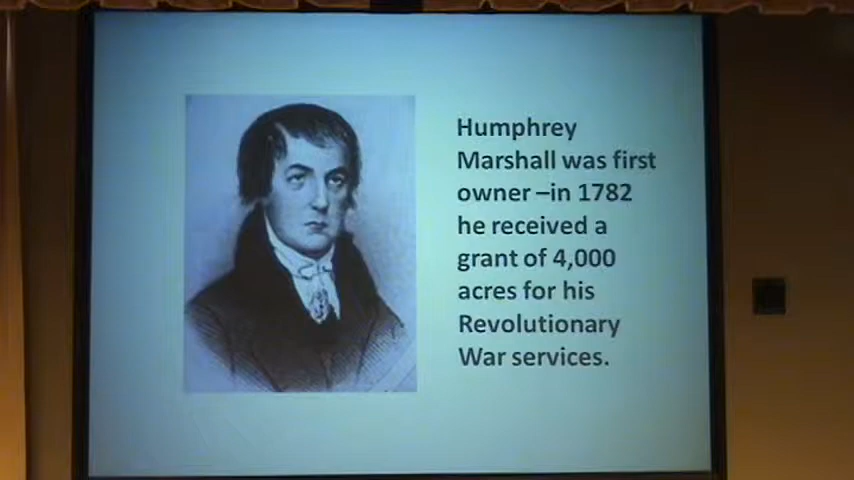 Humphrey
Marshall was first
owner –in 1782
he received a
grant of 4,000
acres for his
Revolutionary
War services.